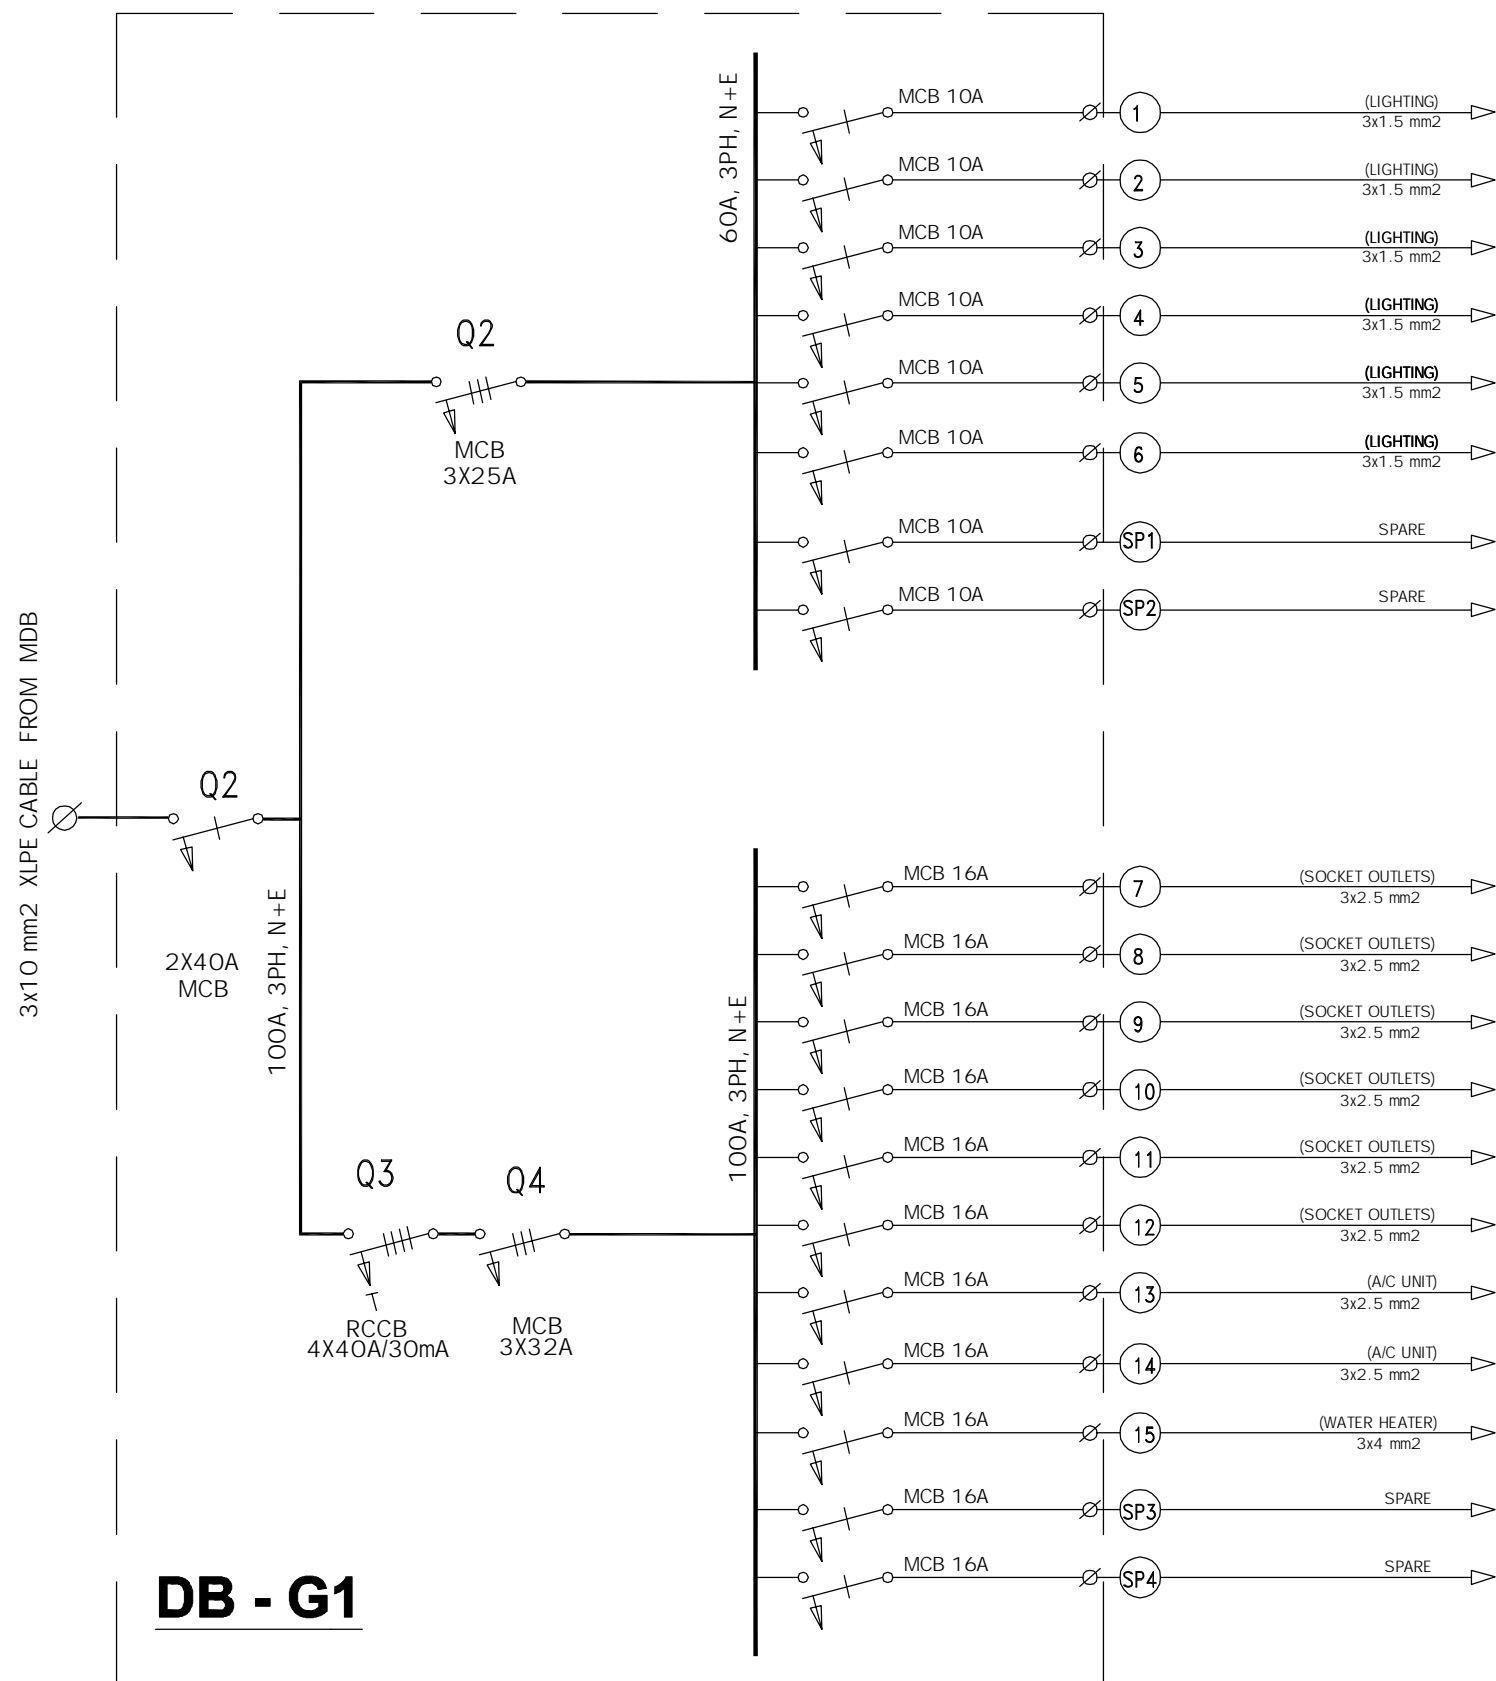 60A, 3PH, N+E
MCB 10A
1
(LIGHTING)
3x1.5 mm2
MCB 10A
2
(LIGHTING)
3x1.5 mm2
MCB 10A
3
(LIGHTING)
3x1.5 mm2
MCB 10A
4
(LIGHTING)
3x1.5 mm2
MCB 10A
5
(LIGHTING)
3x1.5 mm2
MCB 10A
6
(LIGHTING)
3x1.5 mm2
MCB 10A
SP1
SPARE
MCB 10A
SP2
SPARE
Q2
MCB
3X25A
3x10 mm2 XLPE CABLE FROM MDB
Q2
2X40A
MCB
100A, 3PH, N+E
Q3
RCCB
4X40A/30mA
Q4
MCB
3X32A
100A, 3PH, N+E
MCB 16A
7
(SOCKET OUTLETS)
3x2.5 mm2
MCB 16A
8
(SOCKET OUTLETS)
3x2.5 mm2
MCB 16A
9
(SOCKET OUTLETS)
3x2.5 mm2
MCB 16A
10
(SOCKET OUTLETS)
3x2.5 mm2
MCB 16A
11
(SOCKET OUTLETS)
3x2.5 mm2
MCB 16A
12
(SOCKET OUTLETS)
3x2.5 mm2
MCB 16A
13
(A/C UNIT)
3x2.5 mm2
MCB 16A
14
(A/C UNIT)
3x2.5 mm2
MCB 16A
15
(WATER HEATER)
3x4 mm2
MCB 16A
SP3
SPARE
MCB 16A
SP4
SPARE
DB - G1